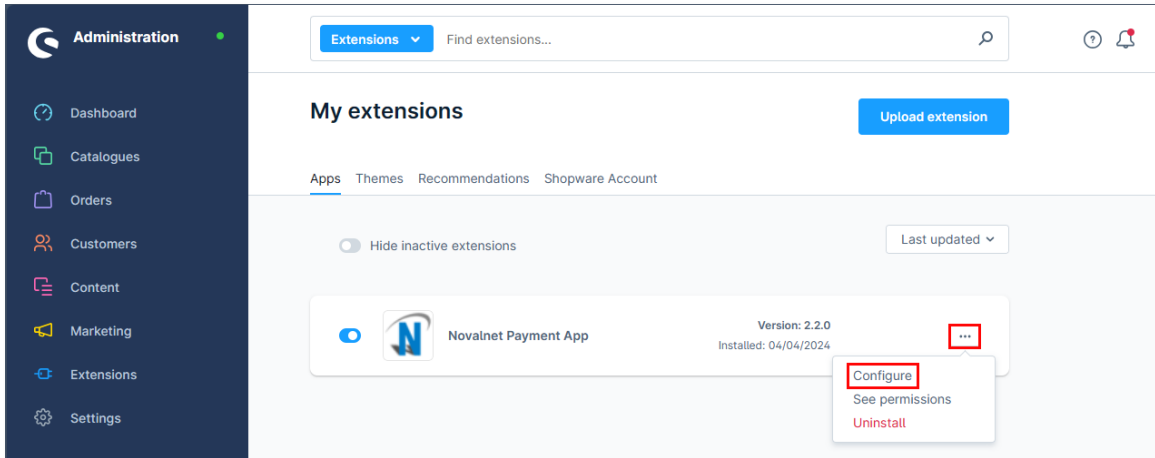 Administration
Extensions
Find extensions...
Dashboard
Catalogues
Orders
Customers
Content
Marketing
Extensions
Settings
My extensions
Upload extension
Apps Themes Recommendations Shopware Account
Hide inactive extensions
Last updated
Novalnet Payment App
Version: 2.2.0
Installed: 04/04/2024
Configure
See permissions
Uninstall